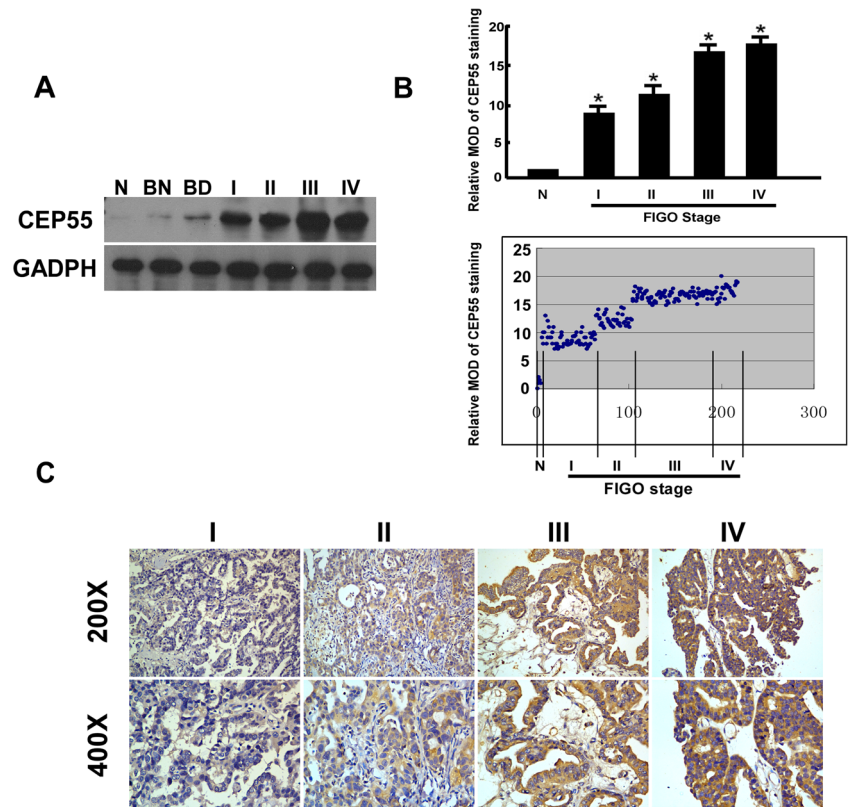 A
N BN BD I II III IV
CEP55
GADPH
B
Relative MOD of CEP55 staining
20
15
10
5
0
* * * *
N I II III IV
FIGO Stage
Relative MOD of CEP55 staining
25
20
15
10
5
0
0 100 200 300
N I II III IV
FIGO stage
C
I II III IV
200X
400X